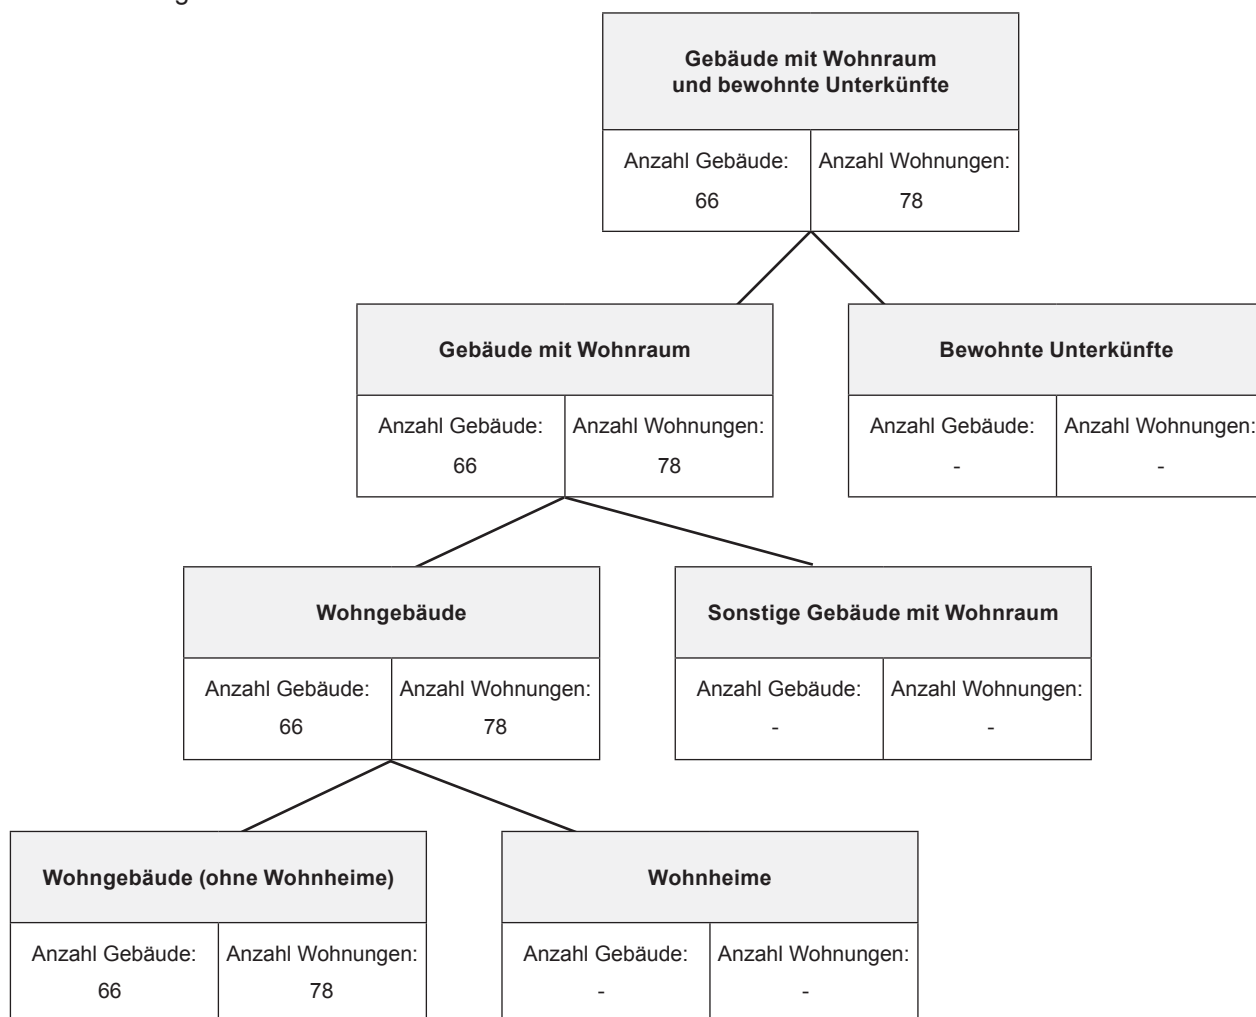 Gebäude mit Wohnraum
und bewohnte Unterkünfte
Anzahl Gebäude: Anzahl Wohnungen:
66 78
Gebäude mit Wohnraum
Anzahl Gebäude: Anzahl Wohnungen:
66 78
Bewohnte Unterkünfte
Anzahl Gebäude: Anzahl Wohnungen:
- -
Wohngebäude
Anzahl Gebäude: Anzahl Wohnungen:
66 78
Sonstige Gebäude mit Wohnraum
Anzahl Gebäude: Anzahl Wohnungen:
- -
Wohngebäude (ohne Wohnheime)
Anzahl Gebäude: Anzahl Wohnungen:
66 78
Wohnheime
Anzahl Gebäude: Anzahl Wohnungen:
- -